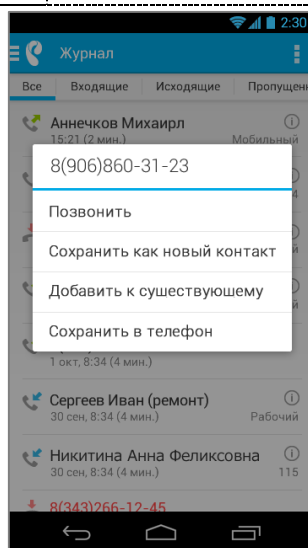 2:30
Журнал
Все Входящие Исходящие Пропущен
Аннечков Михаирл
15:21 (2 мин.) Мобильный
8(906)860-31-23
Позвонить
Сохранить как новый контакт
Добавить к сушествуюшему
Сохранить в телефон
1 окт, 8:34 (4 мин.)
Сергеев Иван (ремонт)
30 сен, 8:34 (4 мин.) Рабочий
Никитина Анна Феликсовна
30 сен, 8:34 (4 мин.) 115
8(343)266-12-45